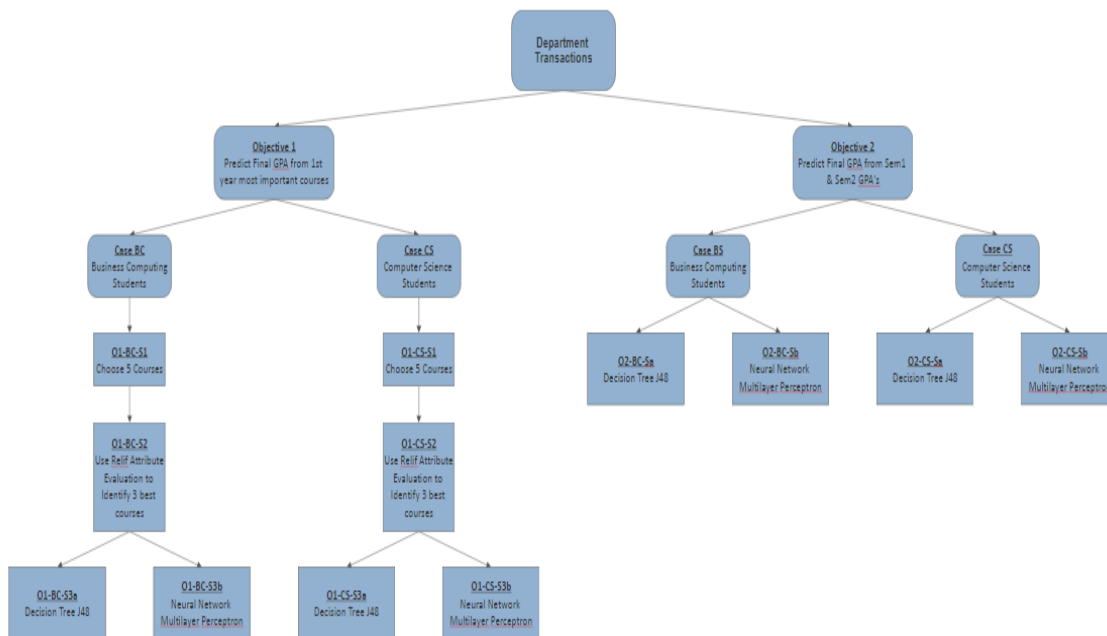 Department
Transactions
Objective 1
Predict Final GPA from 1st
year most important courses
Objective 2
Predict Final GPA from Sem1
& Sem2 GPA's
Case BC
Business Computing
Students
Case CS
Computer Science
Students
Case BS
Business Computing
Students
Case CS
Computer Science
Students
O1-BC-S1
Choose 5 Courses
O1-CS-S1
Choose 5 Courses
O2-BC-Sa
Decision Tree J48
O2-BC-Sb
Neural Network
Multilayer Perceptron
O2-CS-Sa
Decision Tree J48
O2-CS-Sb
Neural Network
Multilayer Perceptron
O1-BC-S2
Use Relif Attribute
Evaluation to
Identify 3 best
courses
O1-CS-S2
Use Relif Attribute
Evaluation to
Identify 3 best
courses
O1-BC-S3a
Decision Tree J48
O1-BC-S3b
Neural Network
Multilayer Perceptron
O1-CS-S3a
Decision Tree J48
O1-CS-S3b
Neural Network
Multilayer Perceptron